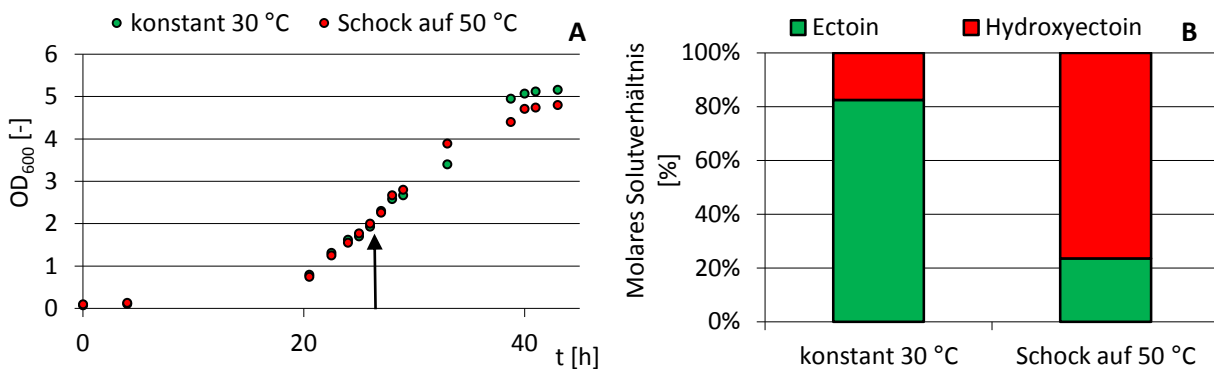 konstant 30 °C
Schock auf 50 °C
A
6
5
4
3
2
1
0
OD600 [-]
0
20
40
t [h]
Ectoin
Hydroxyectoin
B
100%
80%
60%
40%
20%
0%
Molares Solutverhältnis
[%]
konstant 30 °C
Schock auf 50 °C